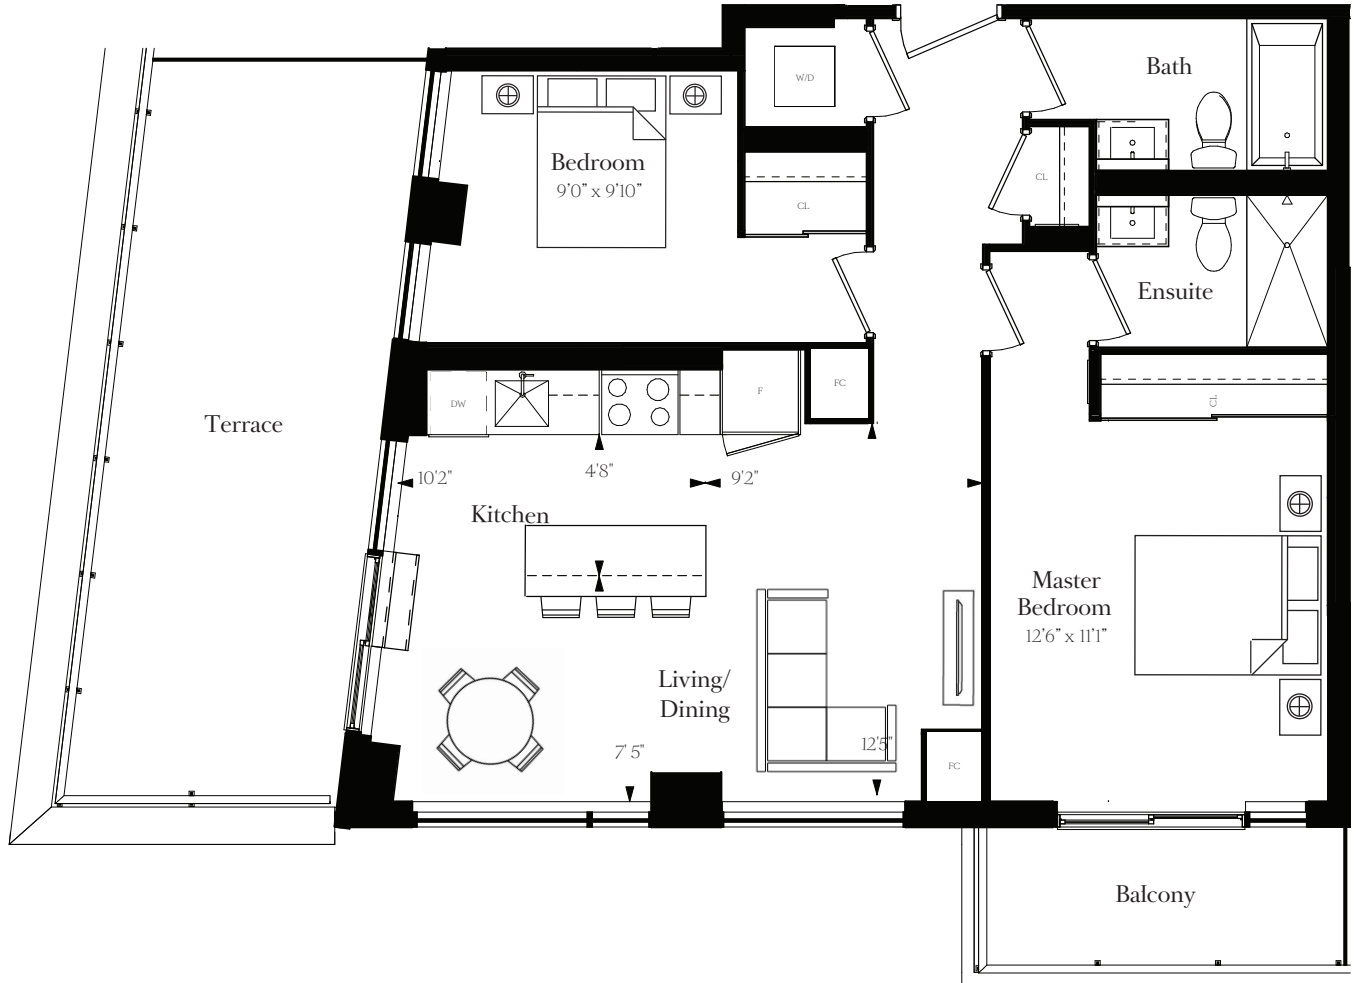 W/D
Bath
Bedroom
9'0" x 9'10"
CL
CL
Ensuite
DW
F
FC
CL
Terrace
10'2"
4'8"
9'2"
Kitchen
Master
Bedroom
12'6" x 11'1"
Living/
Dining
7' 5"
12'5"
FC
Balcony